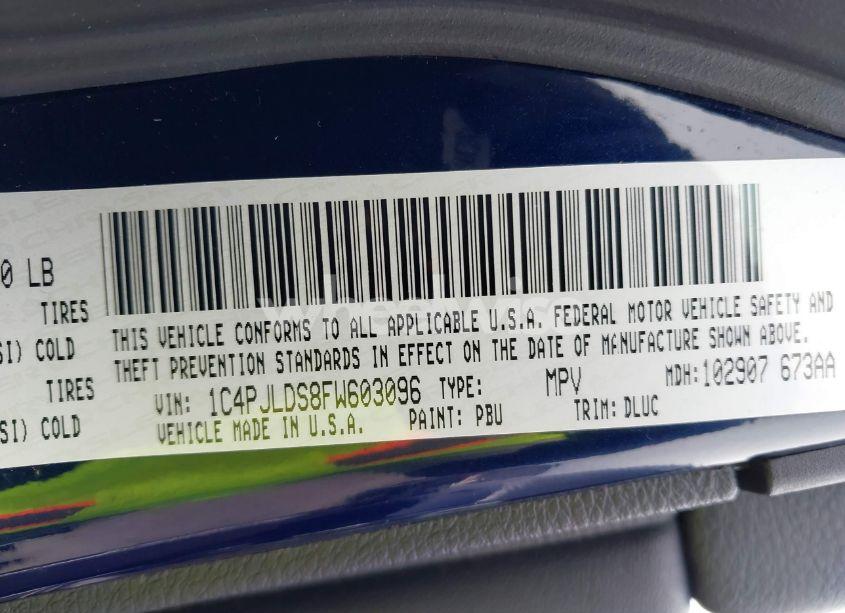 0 LB
TIRES
SI) COLD
TIRES
SI) COLD
THIS VEHICLE CONFORMS TO ALL APPLICABLE U.S.A. FEDERAL MOTOR VEHICLE SAFETY AND
THEFT PREVENTION STANDARDS IN EFFECT ON THE DATE OF MANUFACTURE SHOWN ABOVE.
VIN: 1C4PJLDS8FW603096 TYPE: MPV MDH:102907 673AA
VEHICLE MADE IN U.S.A. PAINT: PBU TRIM: DLUC